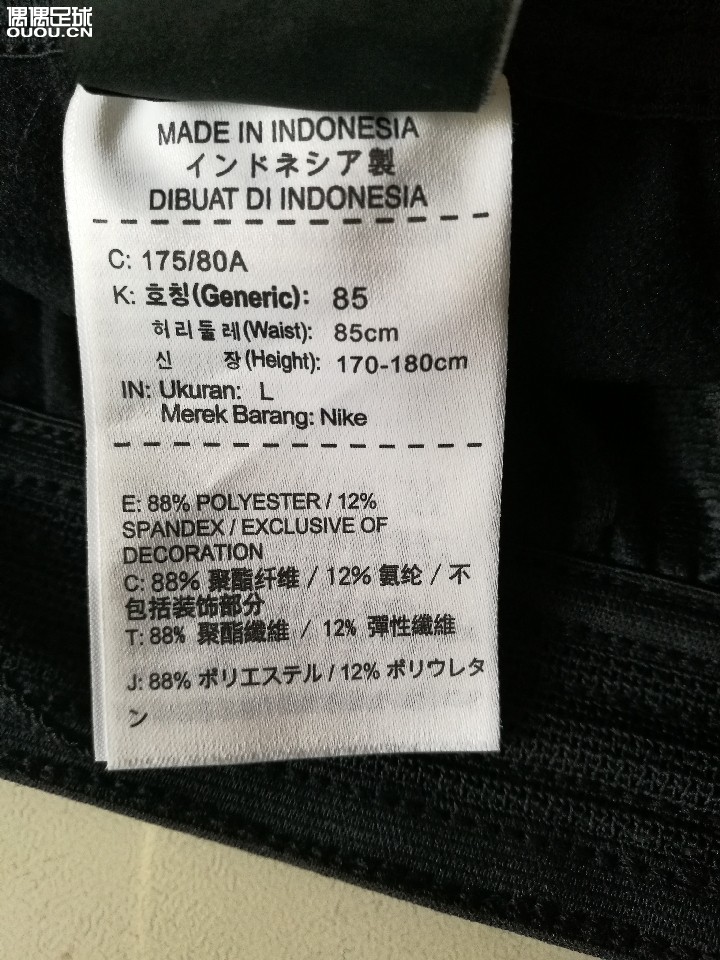 偶偶足球
OUOU.CN
MADE IN INDONESIA
インドネシア製
DIBUAT DI INDONESIA
C: 175/80A
K: 호칭(Generic): 85
허리둘레(Waist): 85cm
신 장(Height): 170-180cm
IN: Ukuran: L
Merek Barang: Nike
E: 88% POLYESTER / 12%
SPANDEX / EXCLUSIVE OF
DECORATION
C: 88% 聚酯纤维 / 12% 氨纶 / 不
包括装饰部分
T: 88% 聚酯纖維 / 12% 彈性纖維
J: 88% ポリエステル / 12% ポリウレタ
ン